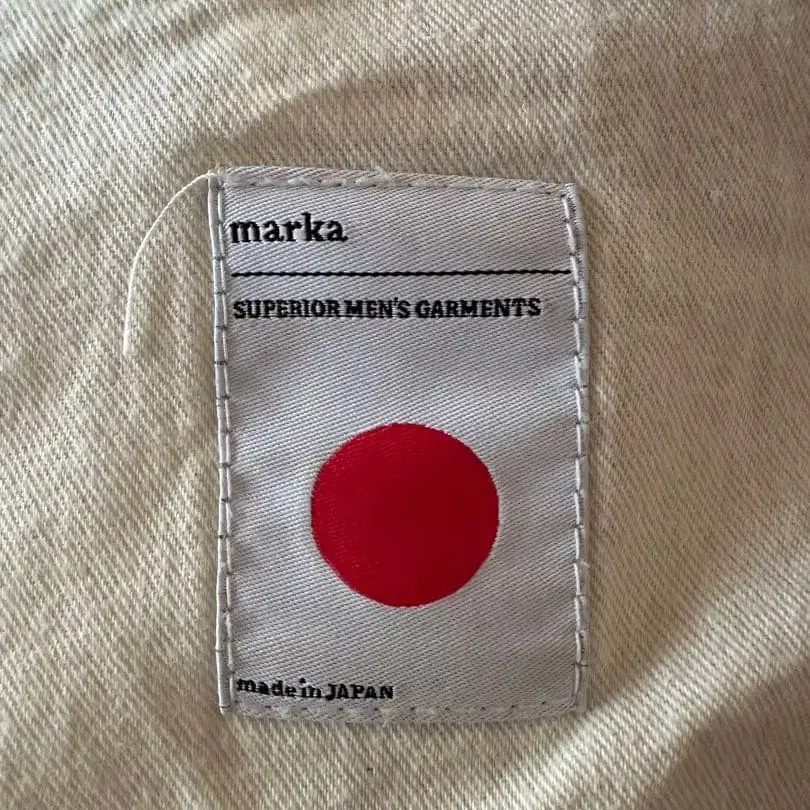 marka
SUPERIOR MEN'S GARMENTS
made in JAPAN